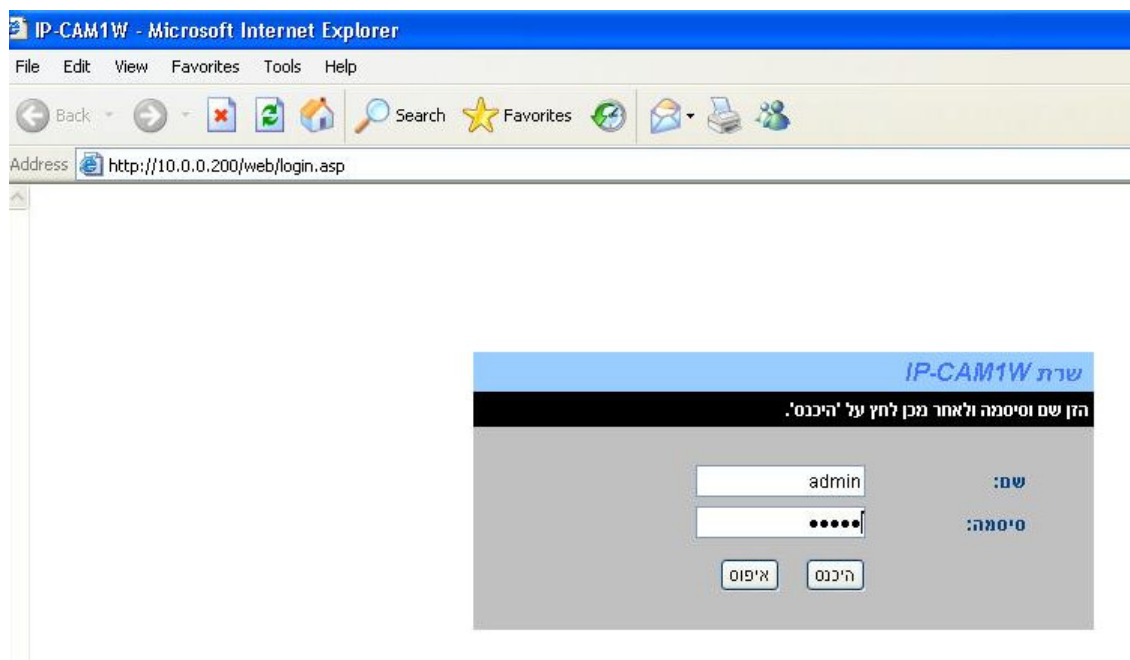 IP-CAM1W - Microsoft Internet Explorer
File Edit View Favorites Tools Help
Back Search Favorites
Address http://10.0.0.200/web/login.asp
שרת IP-CAM1W
הזן שם וסיסמה ולאחר מכן לחץ על 'היכנס'.
שם: admin
סיסמה: •••••
היכנס איפוס